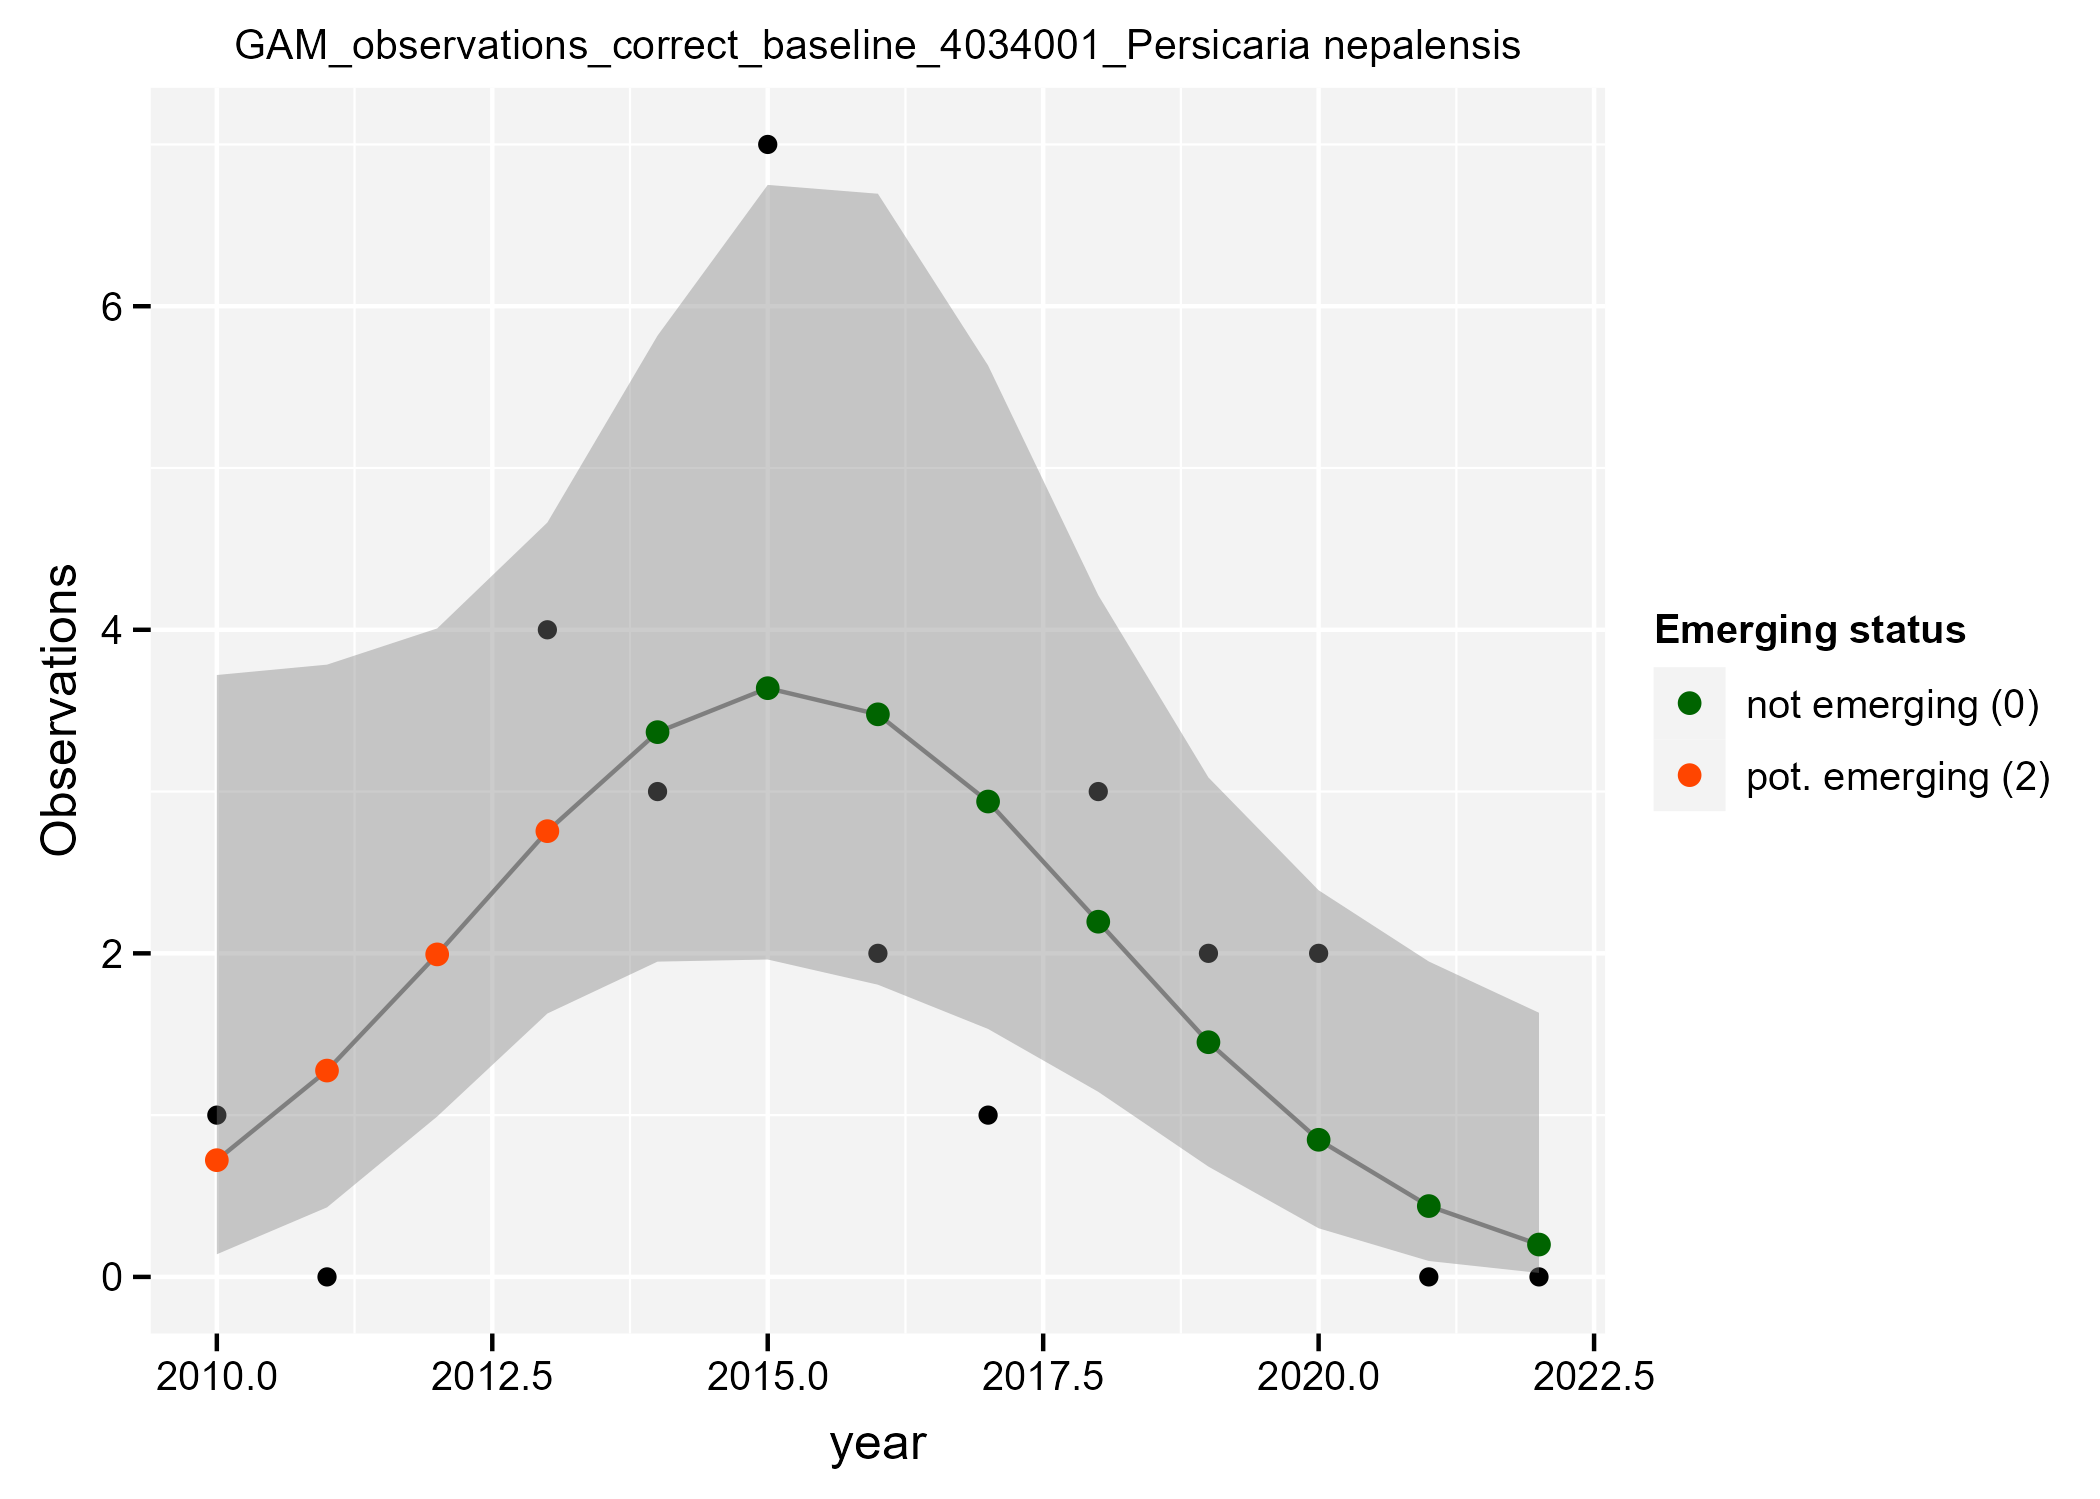 GAM_observations_correct_baseline_4034001_Persicaria nepalensis
Observations
6
4
2
0
2010.0 2012.5 2015.0 2017.5 2020.0 2022.5
year
Emerging status
not emerging (0)
pot. emerging (2)